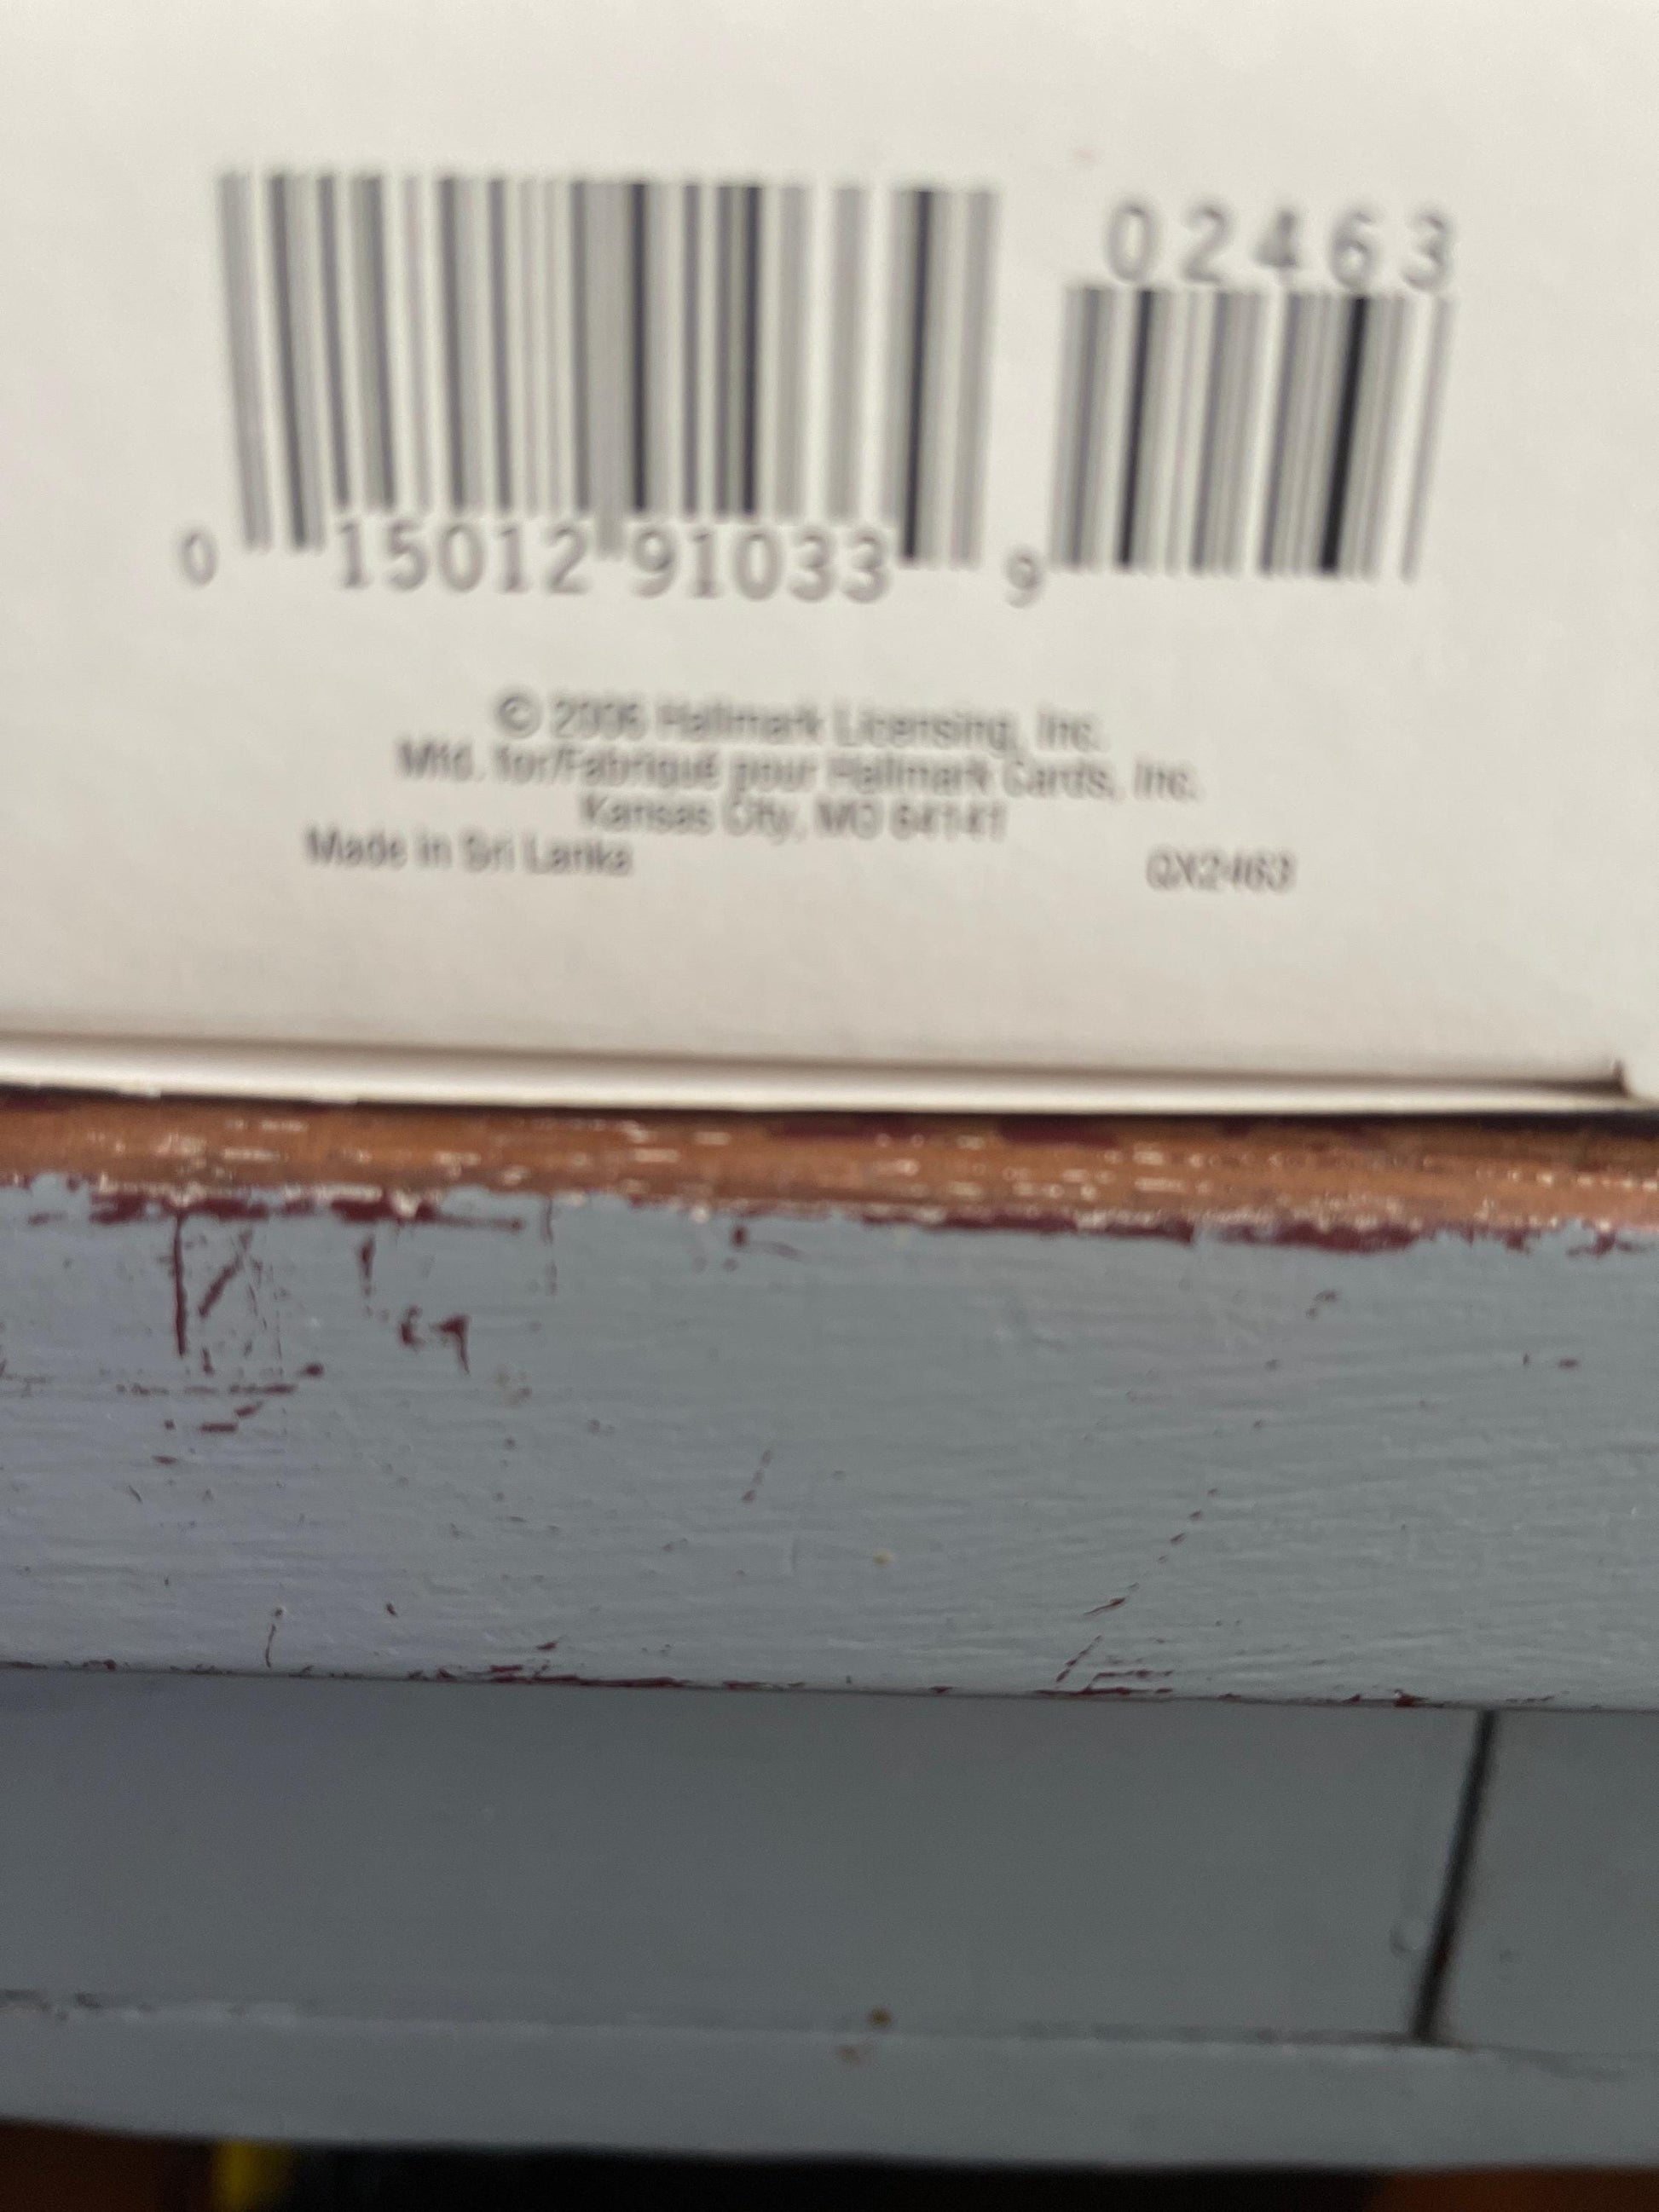 02463
0 15012 91033 9
© 2006 Hallmark Licensing, Inc.
Mfd. for/Fabriqué pour Hallmark Cards, Inc.
Kansas City, MO 64141
Made in Sri Lanka QX2463